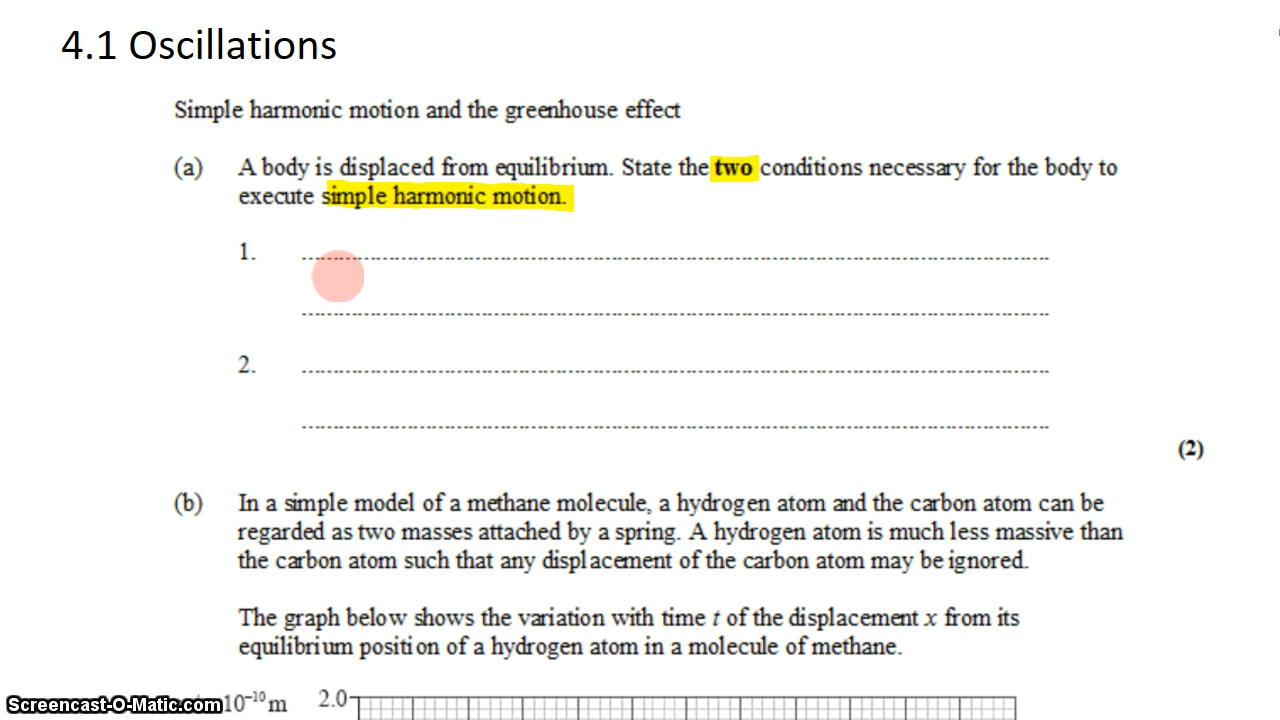 4.1 Oscillations
Simple harmonic motion and the greenhouse effect
(a) A body is displaced from equilibrium. State the two conditions necessary for the body to
execute simple harmonic motion.
1. ......................................................................
......................................................................
2. ......................................................................
......................................................................
(2)
(b) In a simple model of a methane molecule, a hydrogen atom and the carbon atom can be
regarded as two masses attached by a spring. A hydrogen atom is much less massive than
the carbon atom such that any displacement of the carbon atom may be ignored.
The graph below shows the variation with time t of the displacement x from its
equilibrium position of a hydrogen atom in a molecule of methane.
Screencast-O-Matic.com 10⁻¹⁰ m 2.0